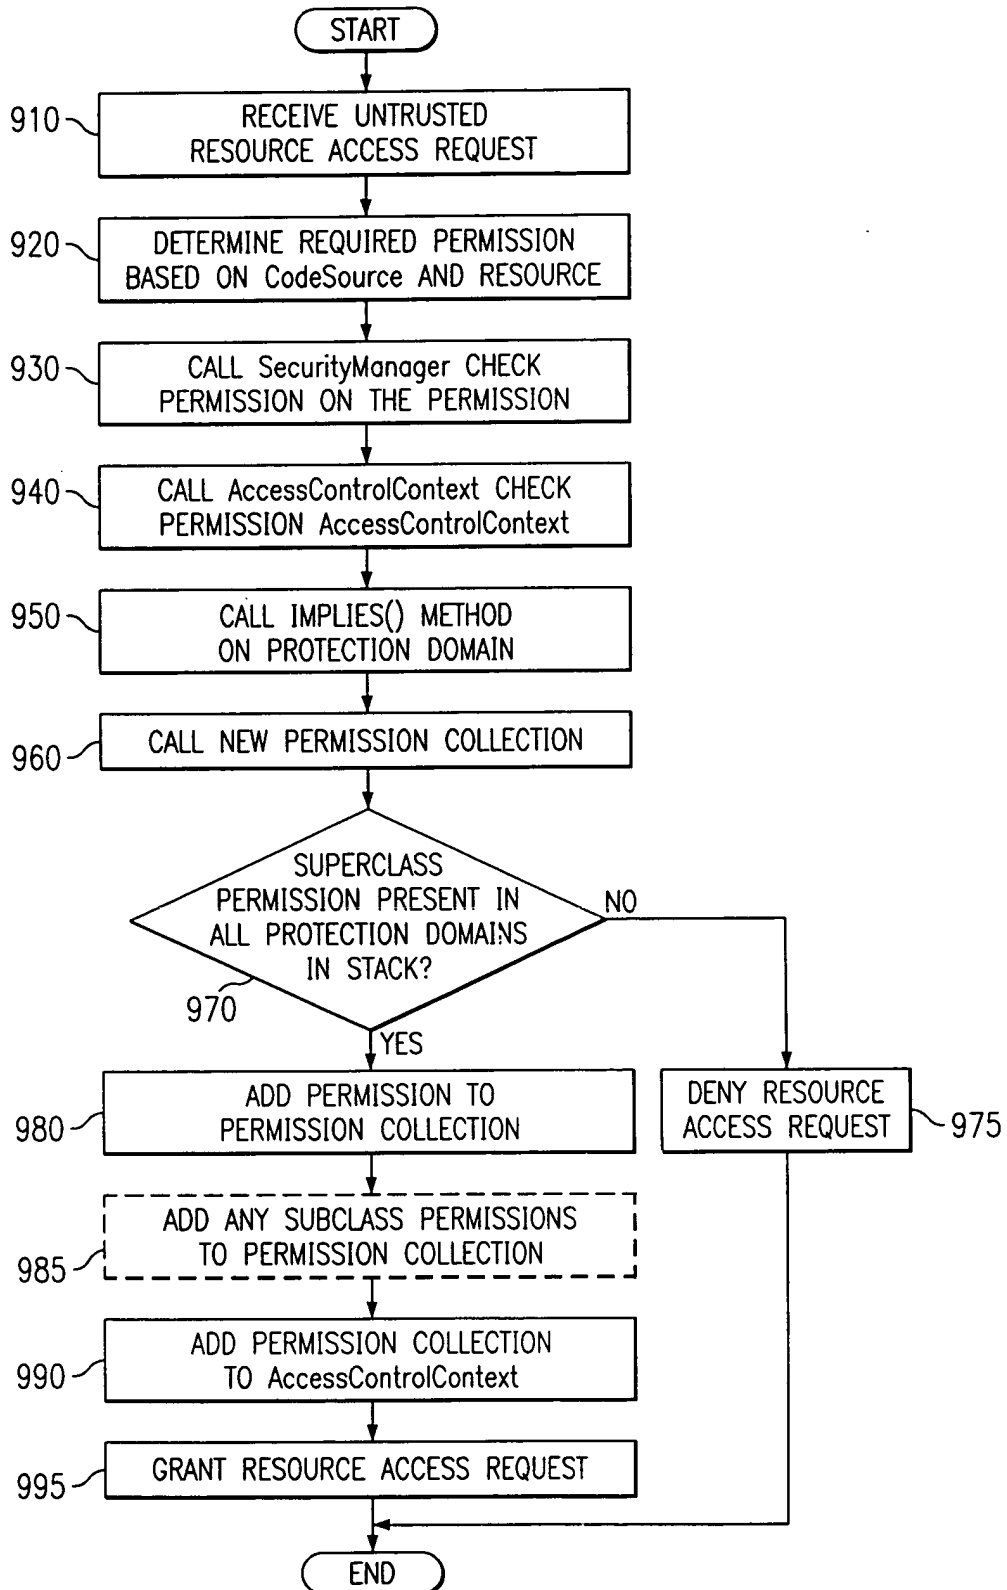 START
910
RECEIVE UNTRUSTED
RESOURCE ACCESS REQUEST
920
DETERMINE REQUIRED PERMISSION
BASED ON CodeSource AND RESOURCE
930
CALL SecurityManager CHECK
PERMISSION ON THE PERMISSION
940
CALL AccessControlContext CHECK
PERMISSION AccessControlContext
950
CALL IMPLIES() METHOD
ON PROTECTION DOMAIN
960
CALL NEW PERMISSION COLLECTION
SUPERCLASS
PERMISSION PRESENT IN
ALL PROTECTION DOMAINS
IN STACK?
970
NO
YES
980
ADD PERMISSION TO
PERMISSION COLLECTION
DENY RESOURCE
ACCESS REQUEST
975
985
ADD ANY SUBCLASS PERMISSIONS
TO PERMISSION COLLECTION
990
ADD PERMISSION COLLECTION
TO AccessControlContext
995
GRANT RESOURCE ACCESS REQUEST
END